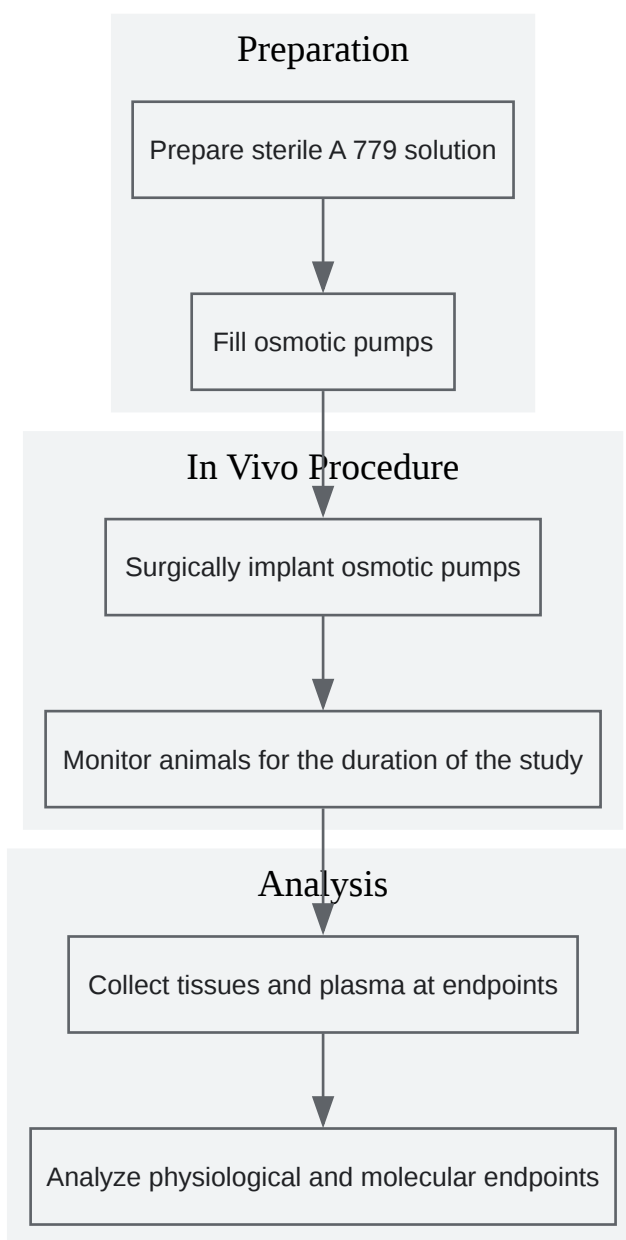 Preparation
Prepare sterile A 779 solution
Fill osmotic pumps
In Vivo Procedure
Surgically implant osmotic pumps
Monitor animals for the duration of the study
Analysis
Collect tissues and plasma at endpoints
Analyze physiological and molecular endpoints